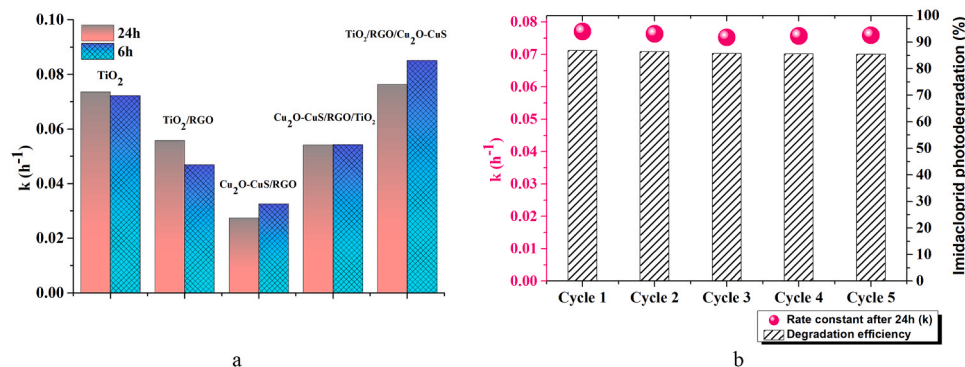 0.10
0.08
0.06
0.04
0.02
0.00
k (h⁻¹)
24h
6h
TiO₂
TiO₂/RGO
Cu₂O-CuS/RGO
Cu₂O-CuS/RGO/TiO₂
TiO₂/RGO/Cu₂O-CuS
a
0.08
0.07
0.06
0.05
0.04
0.03
0.02
0.01
0.00
k (h⁻¹)
Cycle 1 Cycle 2 Cycle 3 Cycle 4 Cycle 5
100
90
80
70
60
50
40
30
20
10
0
Imidacloprid photodegradation (%)
Rate constant after 24h (k)
Degradation efficiency
b